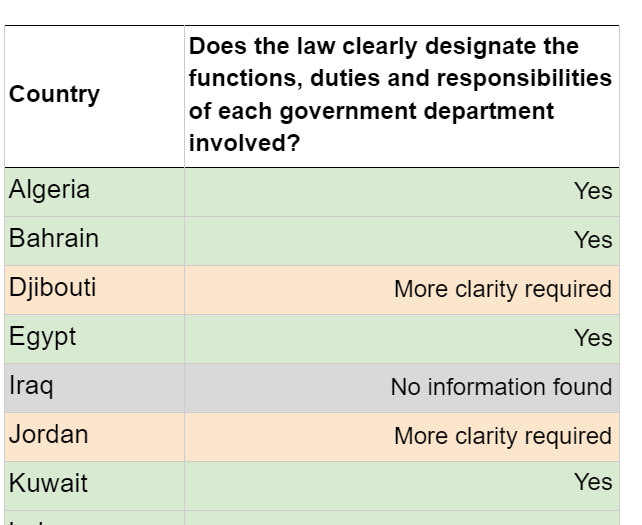 Country
Does the law clearly designate the
functions, duties and responsibilities
of each government department
involved?
Algeria Yes
Bahrain Yes
Djibouti More clarity required
Egypt Yes
Iraq No information found
Jordan More clarity required
Kuwait Yes